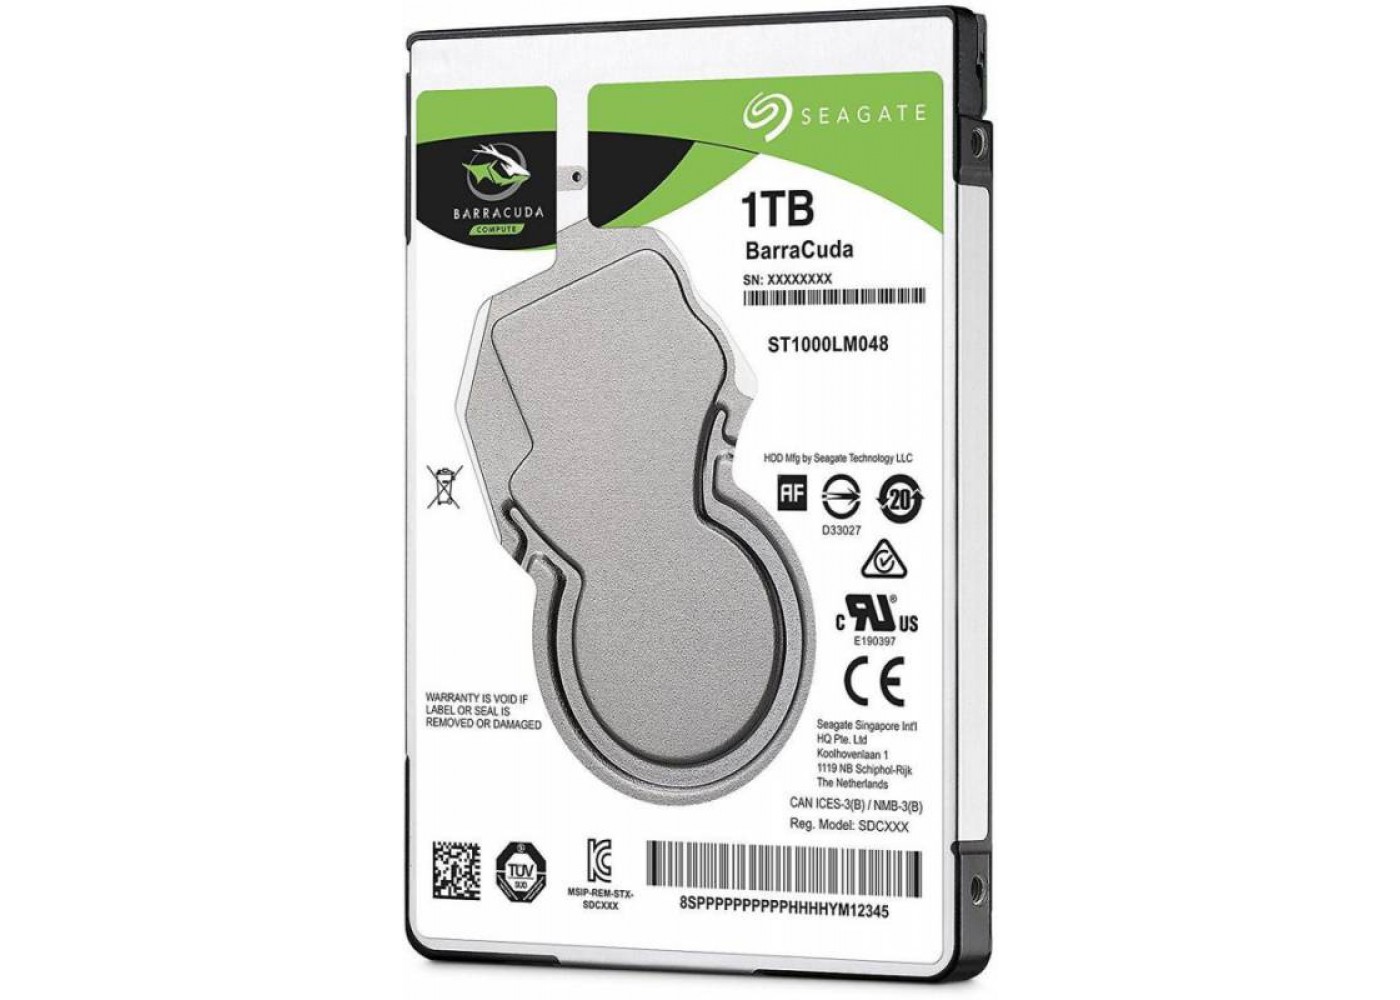 SEAGATE
BARRACUDA
COMPUTE
1TB
BarraCuda
SN: XXXXXXXX
ST1000LM048
HDD Mfg by Seagate Technology LLC
AF
20
D33027
C RU® US
E190397
CE
WARRANTY IS VOID IF
LABEL OR SEAL IS
REMOVED OR DAMAGED
Seagate Singapore Int'l
HQ Pte. Ltd
Koolhovenlaan 1
1119 NB Schiphol-Rijk
The Netherlands
CAN ICES-3(B) / NMB-3(B)
Reg. Model: SDCXXX
TÜV
SÜD
MSIP-REM-STX-
SDCXXX
8SPPPPPPPPPPHHHHYM12345